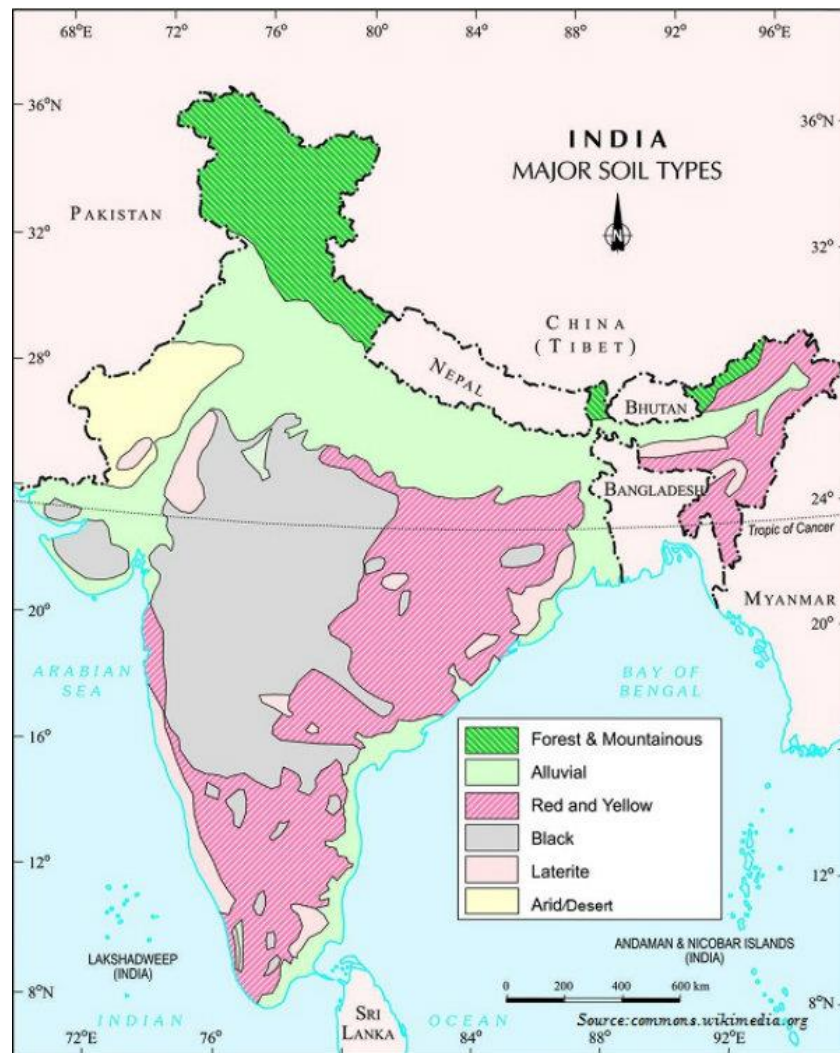 68°E 72° 76° 80° 84° 88° 92° 96°E
36°N
36°N
INDIA
MAJOR SOIL TYPES
N
PAKISTAN
32°
32°
CHINA
(TIBET)
NEPAL
28°
28°
BHUTAN
BANGLADESH
24°
24°
Tropic of Cancer
MYANMAR
20°
20°
ARABIAN
SEA
BAY OF
BENGAL
16°
Forest & Mountainous
Alluvial
Red and Yellow
Black
Laterite
Arid/Desert
12°
12°
LAKSHADWEEP
(INDIA)
ANDAMAN & NICOBAR ISLANDS
(INDIA)
8°N
0 200 400 600 km
INDIAN OCEAN
SRI
LANKA
Source:commons.wikimedia.org
72°E 76° 84° 88° 92°E